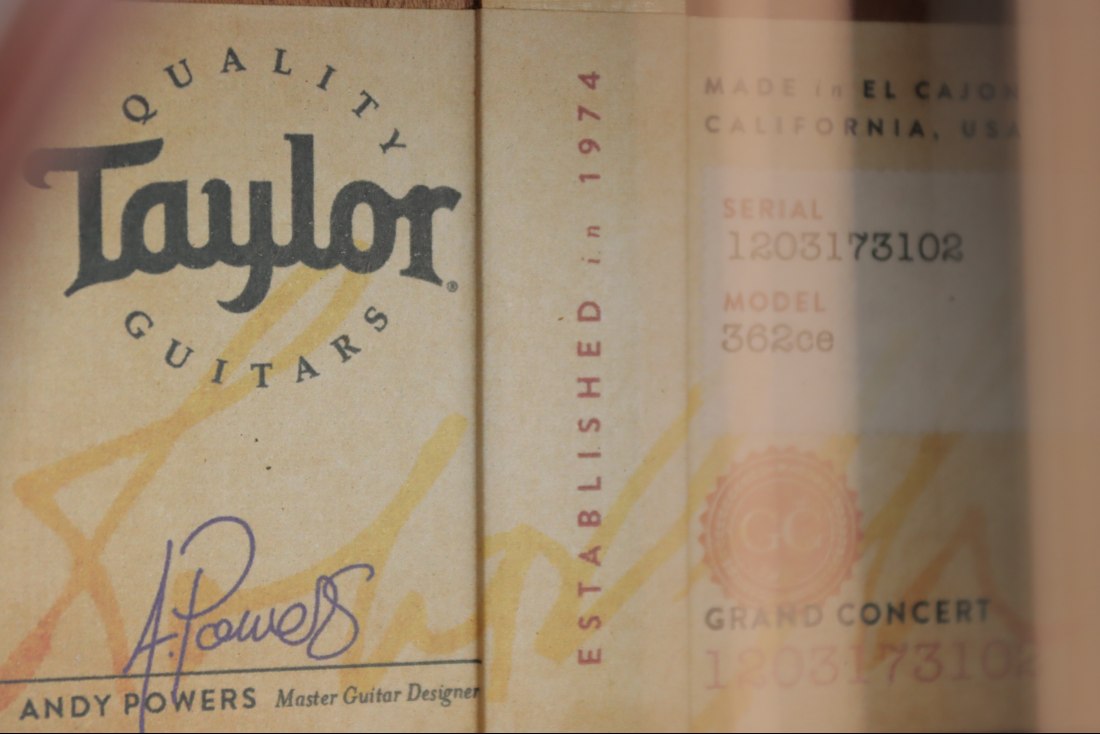 QUALITY
Taylor®
GUITARS
A. Powers
ANDY POWERS Master Guitar Designer
ESTABLISHED in 1974
MADE in EL CAJON,
CALIFORNIA, USA
SERIAL
1203173102
MODEL
362ce
GC
GRAND CONCERT
1203173102